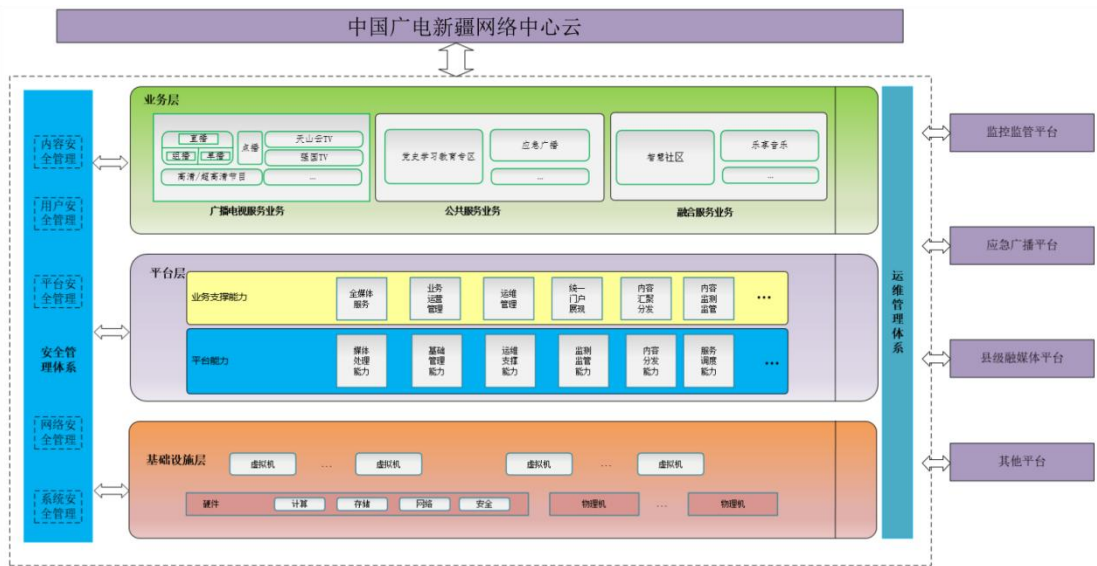 中国广电新疆网络中心云
内容安
全管理
用户安
全管理
平台安
全管理
安全管
理体系
网络安
全管理
系统安
全管理
业务层
直播
组播
单播
点播
高清/超高清节目
天山云TV
强国TV
...
广播电视服务业务
党史学习教育专区
应急广播
...
公共服务业务
智慧社区
乐享音乐
...
融合服务业务
平台层
业务支撑能力
全媒体
服务
业务
运营
管理
运维
管理
统一
门户
展现
内容
汇聚
分发
内容
监测
监管
...
平台能力
媒体
处理
能力
基础
管理
能力
运维
支撑
能力
监测
监管
能力
内容
分发
能力
服务
调度
能力
...
基础设施层
虚拟机
...
虚拟机
虚拟机
...
虚拟机
硬件
计算
存储
网络
安全
物理机
...
物理机
运维管理体系
监控监管平台
应急广播平台
县级融媒体平台
其他平台